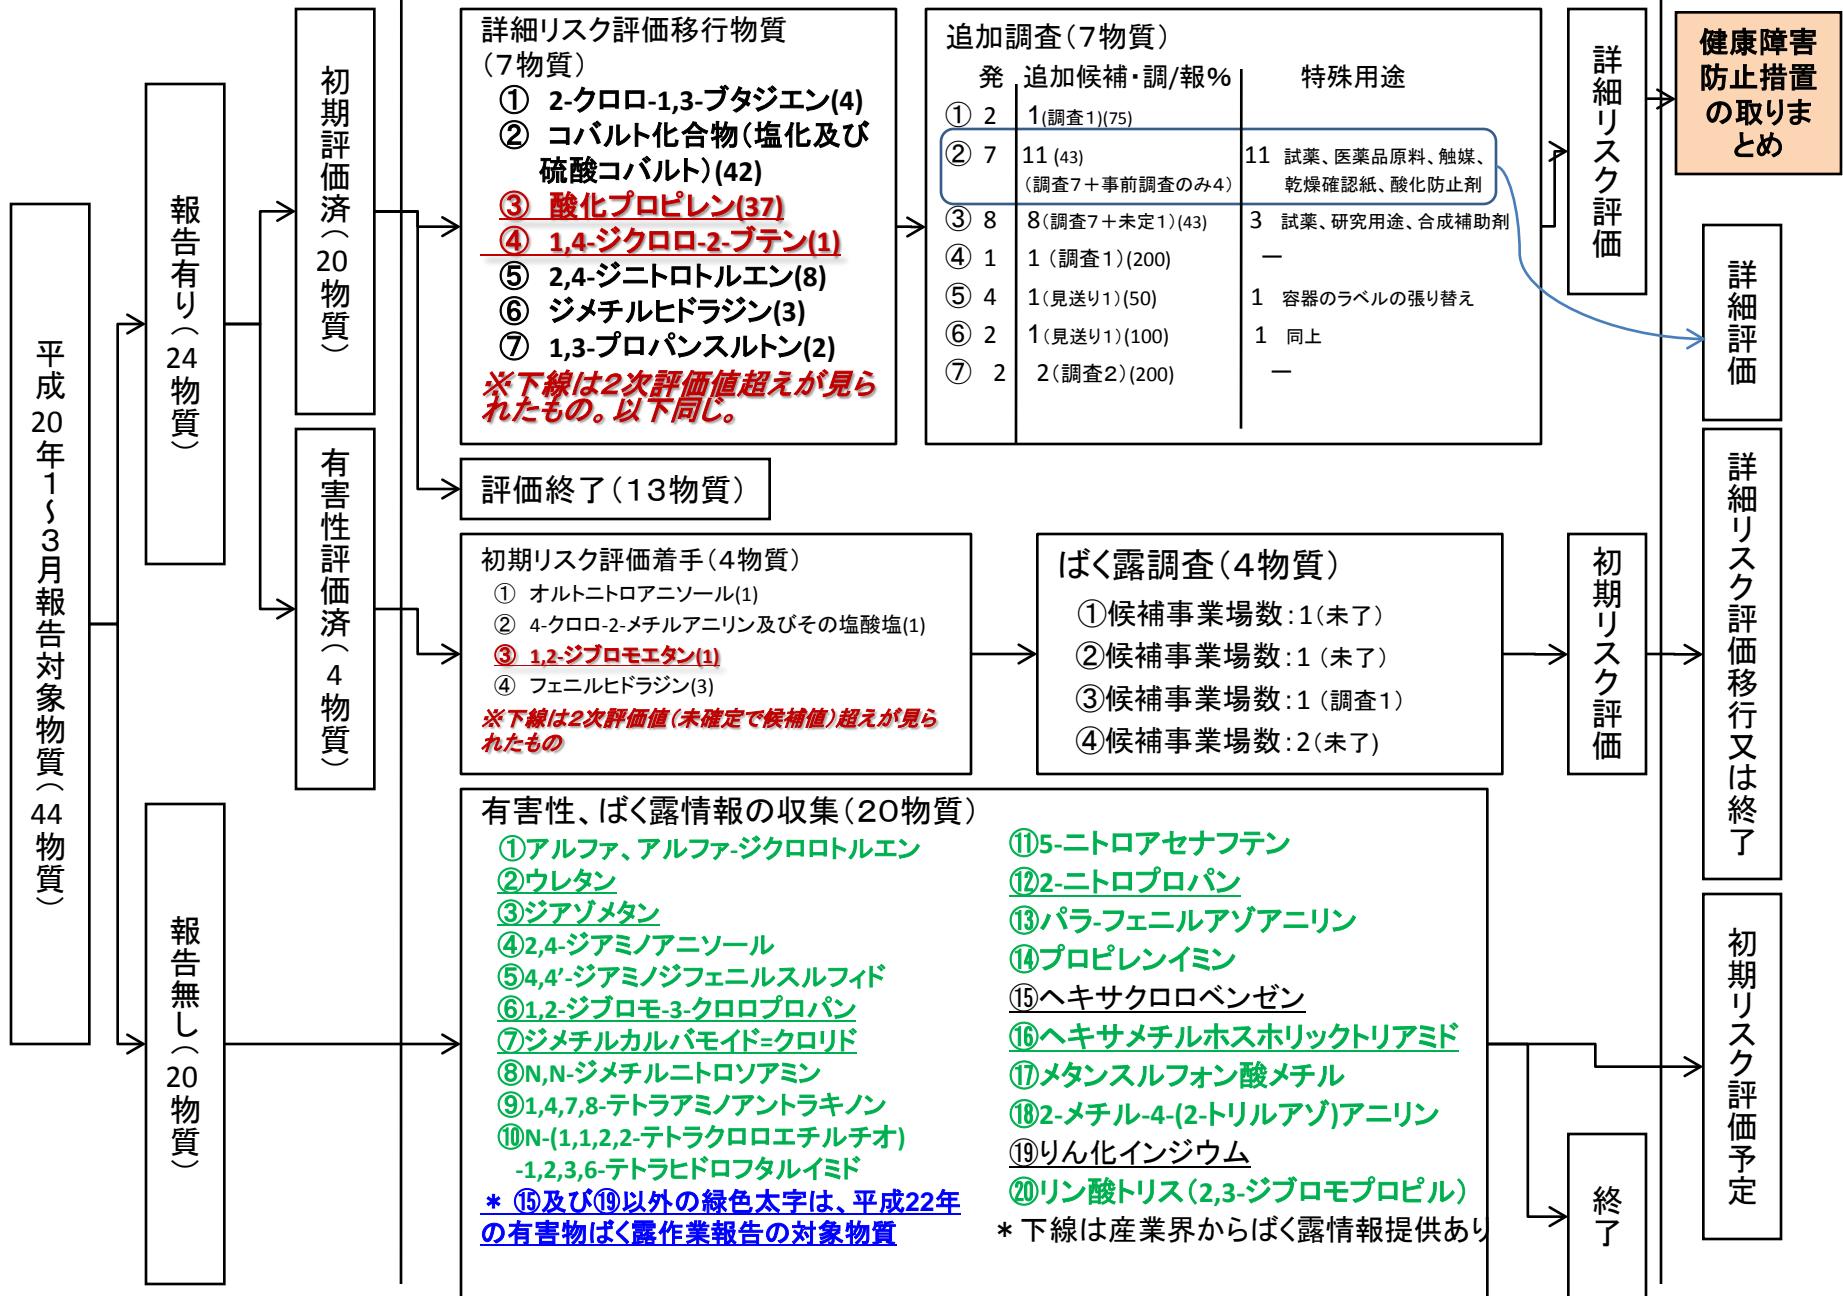 平成20年1～3月報告対象物質(44物質)
報告有り(24物質)
報告無し(20物質)
初期評価済(20物質)
有害性評価済(4物質)
詳細リスク評価移行物質
(7物質)
① 2-クロロ-1,3-ブタジエン(4)
② コバルト化合物(塩化及び
硫酸コバルト)(42)
③ 酸化プロピレン(37)
④ 1,4-ジクロロ-2-ブテン(1)
⑤ 2,4-ジニトロトルエン(8)
⑥ ジメチルヒドラジン(3)
⑦ 1,3-プロパンスルトン(2)
※下線は2次評価値超えが見ら
れたもの。以下同じ。
追加調査(7物質)
発 追加候補・調/報% 特殊用途
① 2 1(調査1)(75)
② 7 11 (43) 11 試薬、医薬品原料、触媒、
(調査7+事前調査のみ4) 乾燥確認紙、酸化防止剤
③ 8 8(調査7+未定1)(43) 3 試薬、研究用途、合成補助剤
④ 1 1 (調査1)(200) ー
⑤ 4 1(見送り1)(50) 1 容器のラベルの張り替え
⑥ 2 1(見送り1)(100) 1 同上
⑦ 2 2(調査2)(200) ー
詳細リスク評価
健康障害
防止措置
の取りま
とめ
詳細評価
評価終了(13物質)
初期リスク評価着手(4物質)
① オルトニトロアニソール(1)
② 4-クロロ-2-メチルアニリン及びその塩酸塩(1)
③ 1,2-ジブロモエタン(1)
④ フェニルヒドラジン(3)
※下線は2次評価値(未確定で候補値)超えが見ら
れたもの
ばく露調査(4物質)
①候補事業場数:1(未了)
②候補事業場数:1 (未了)
③候補事業場数:1 (調査1)
④候補事業場数:2(未了)
初期リスク評価
詳細リスク評価移行又は終了
有害性、ばく露情報の収集(20物質)
①アルファ、アルファ-ジクロロトルエン
②ウレタン
③ジアゾメタン
④2,4-ジアミノアニソール
⑤4,4'-ジアミノジフェニルスルフィド
⑥1,2-ジブロモ-3-クロロプロパン
⑦ジメチルカルバモイド=クロリド
⑧N,N-ジメチルニトロソアミン
⑨1,4,7,8-テトラアミノアントラキノン
⑩N-(1,1,2,2-テトラクロロエチルチオ)
-1,2,3,6-テトラヒドロフタルイミド
* ⑮及び⑲以外の緑色太字は、平成22年
の有害物ばく露作業報告の対象物質
⑪5-ニトロアセナフテン
⑫2-ニトロプロパン
⑬パラ-フェニルアゾアニリン
⑭プロピレンイミン
⑮ヘキサクロロベンゼン
⑯ヘキサメチルホスホリックトリアミド
⑰メタンスルフォン酸メチル
⑱2-メチル-4-(2-トリルアゾ)アニリン
⑲りん化インジウム
⑳リン酸トリス(2,3-ジブロモプロピル)
*下線は産業界からばく露情報提供あり
初期リスク評価予定
終了